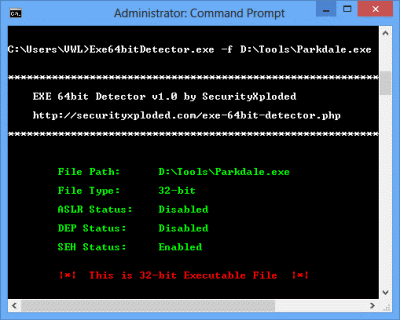 Administrator: Command Prompt
C:\Users\VWL>Exe64bitDetector.exe -f D:\Tools\Parkdale.exe
************************************************************
EXE 64bit Detector v1.0 by SecurityXploded
http://securityxploded.com/exe-64bit-detector.php
************************************************************
File Path: D:\Tools\Parkdale.exe
File Type: 32-bit
ASLR Status: Disabled
DEP Status: Disabled
SEH Status: Enabled
|*| This is 32-bit Executable File |*|